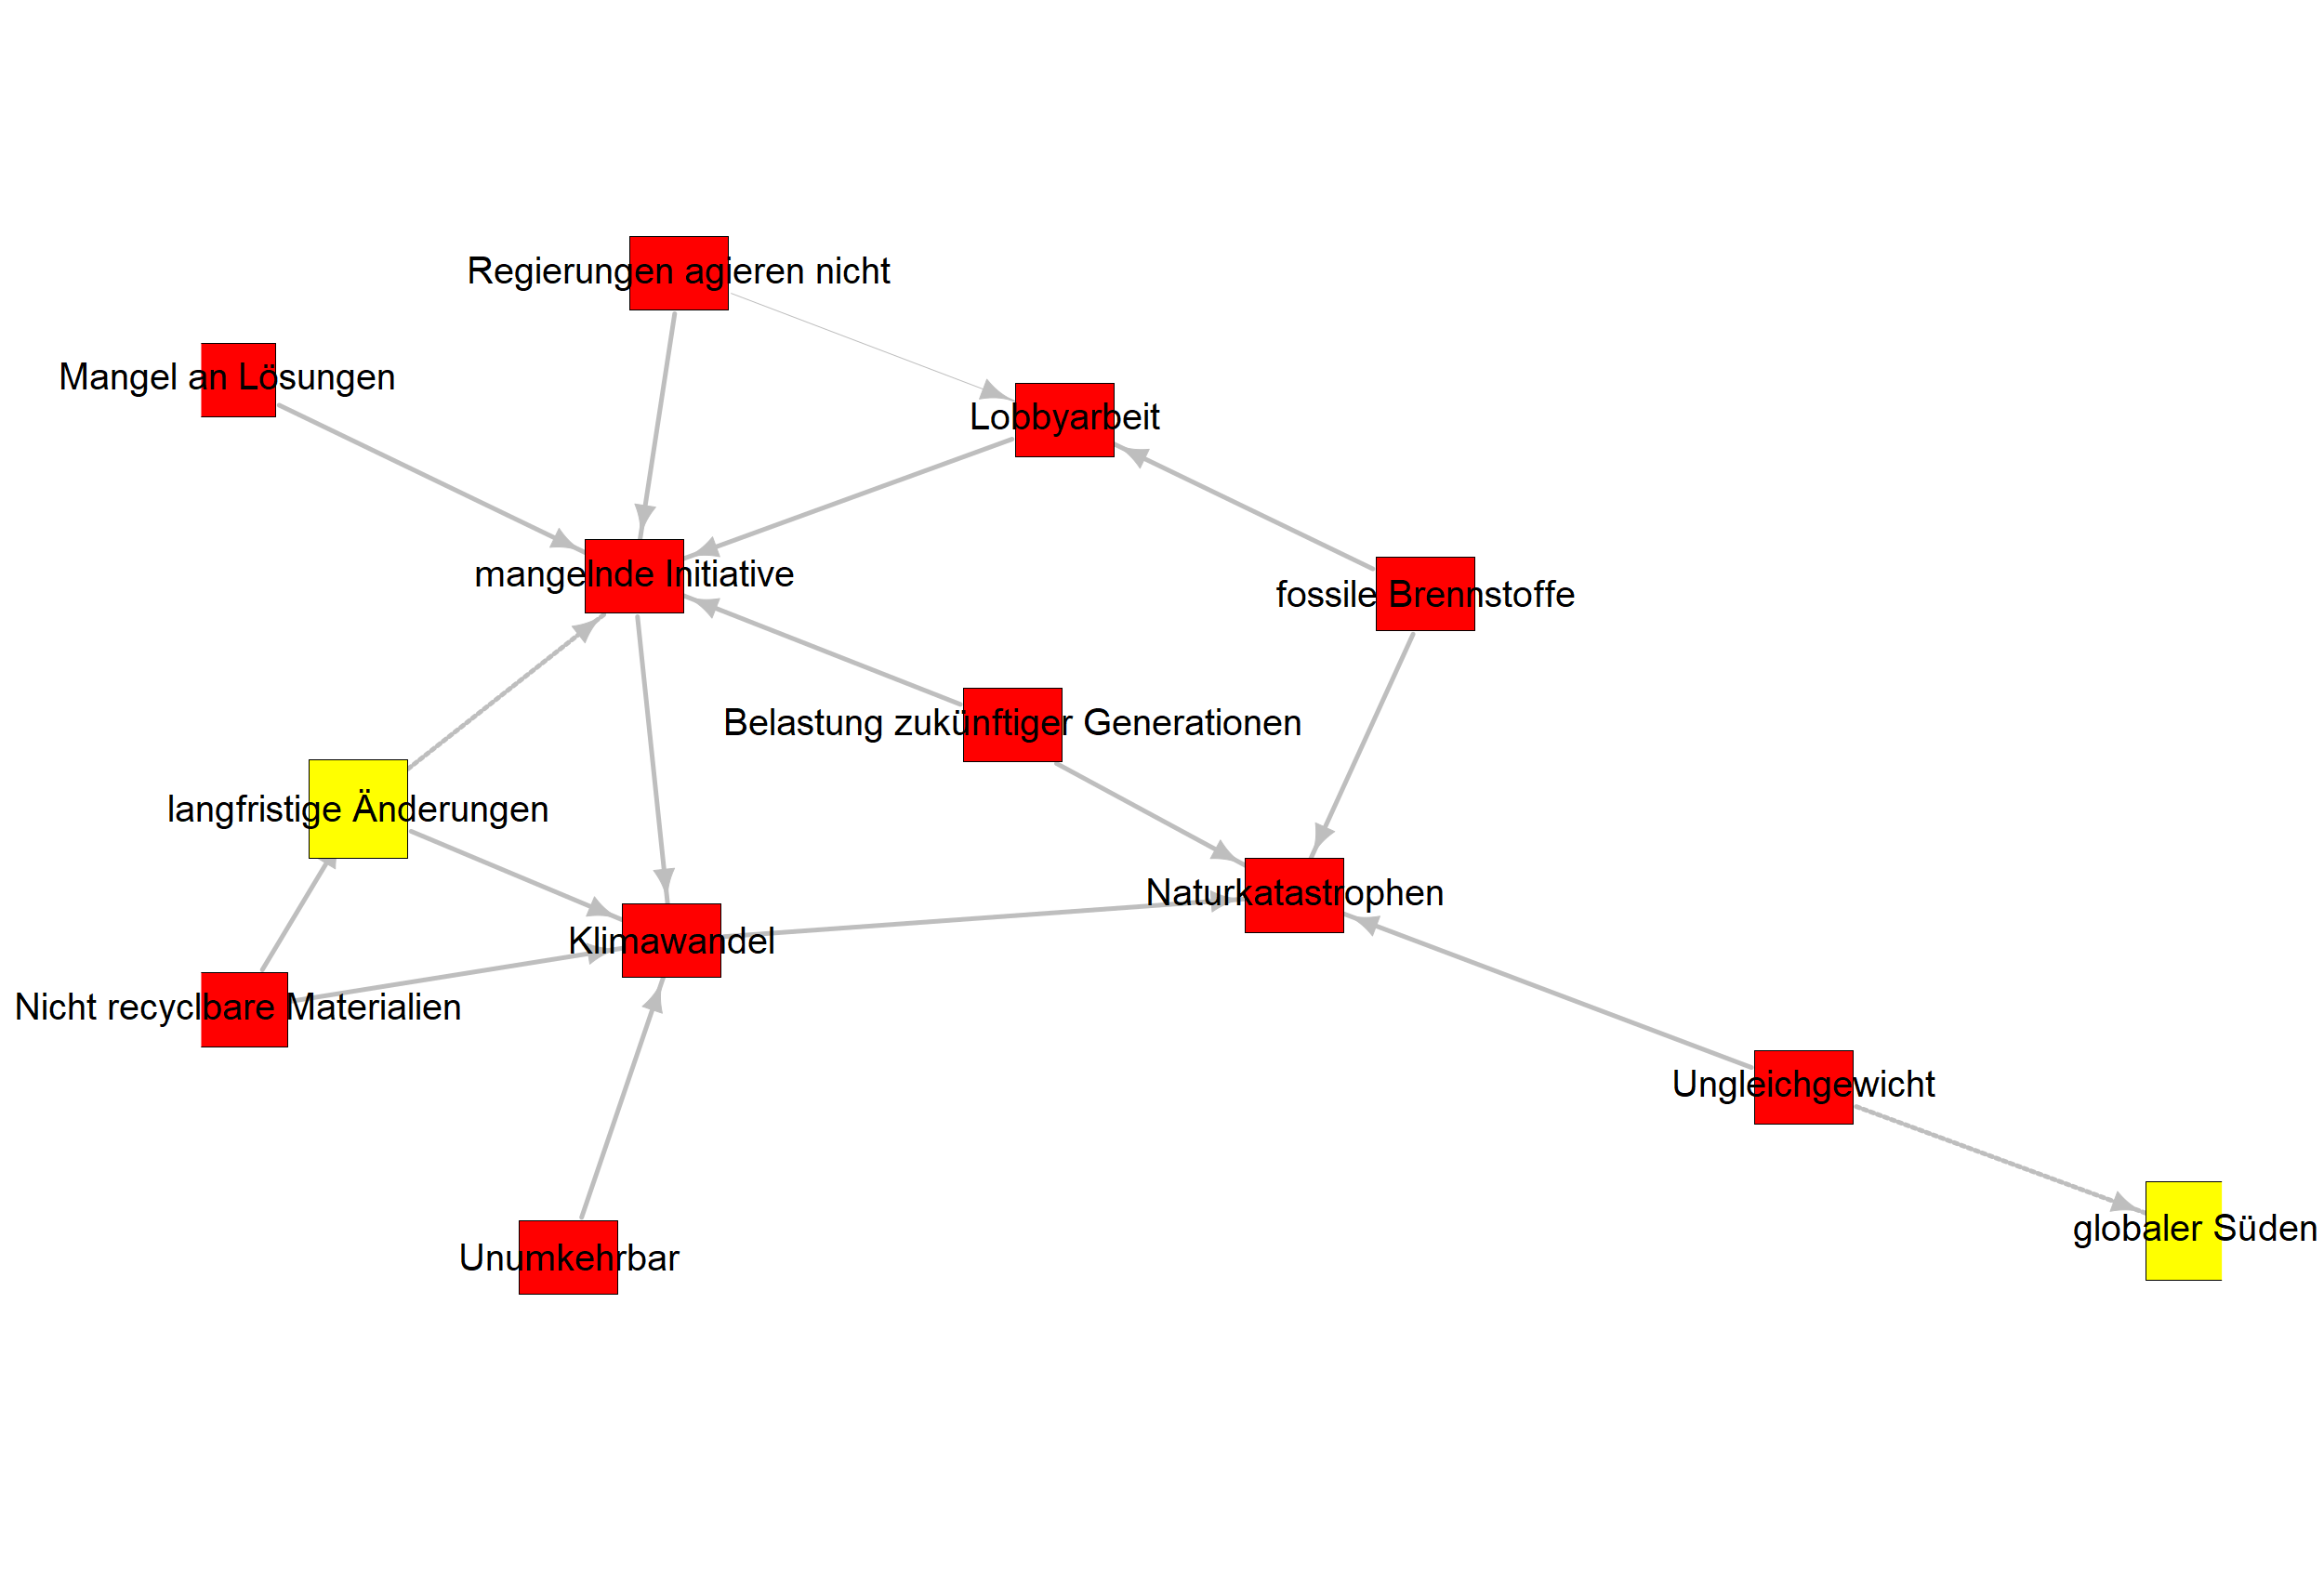 Regierungen agieren nicht
Mangel an Lösungen
Lobbyarbeit
mangelnde Initiative
fossile Brennstoffe
Belastung zukünftiger Generationen
langfristige Änderungen
Naturkatastrophen
Klimawandel
Nicht recyclbare Materialien
Ungleichgewicht
globaler Süden
Unumkehrbar